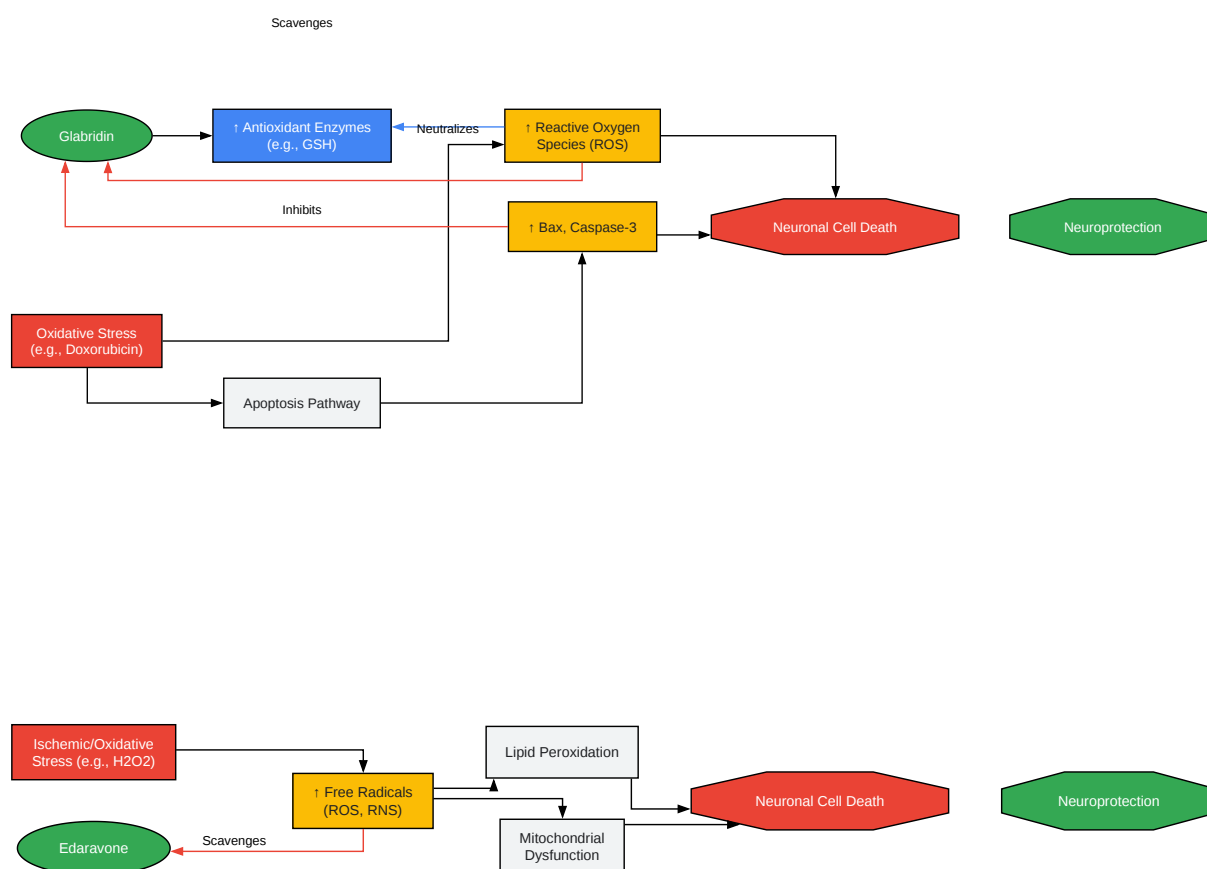 Scavenges
Glabridin
↑ Antioxidant Enzymes
(e.g., GSH)
Neutralizes
↑ Reactive Oxygen
Species (ROS)
Inhibits
↑ Bax, Caspase-3
Neuronal Cell Death
Neuroprotection
Oxidative Stress
(e.g., Doxorubicin)
Apoptosis Pathway
Ischemic/Oxidative
Stress (e.g., H2O2)
Lipid Peroxidation
↑ Free Radicals
(ROS, RNS)
Neuronal Cell Death
Neuroprotection
Edaravone
Scavenges
Mitochondrial
Dysfunction